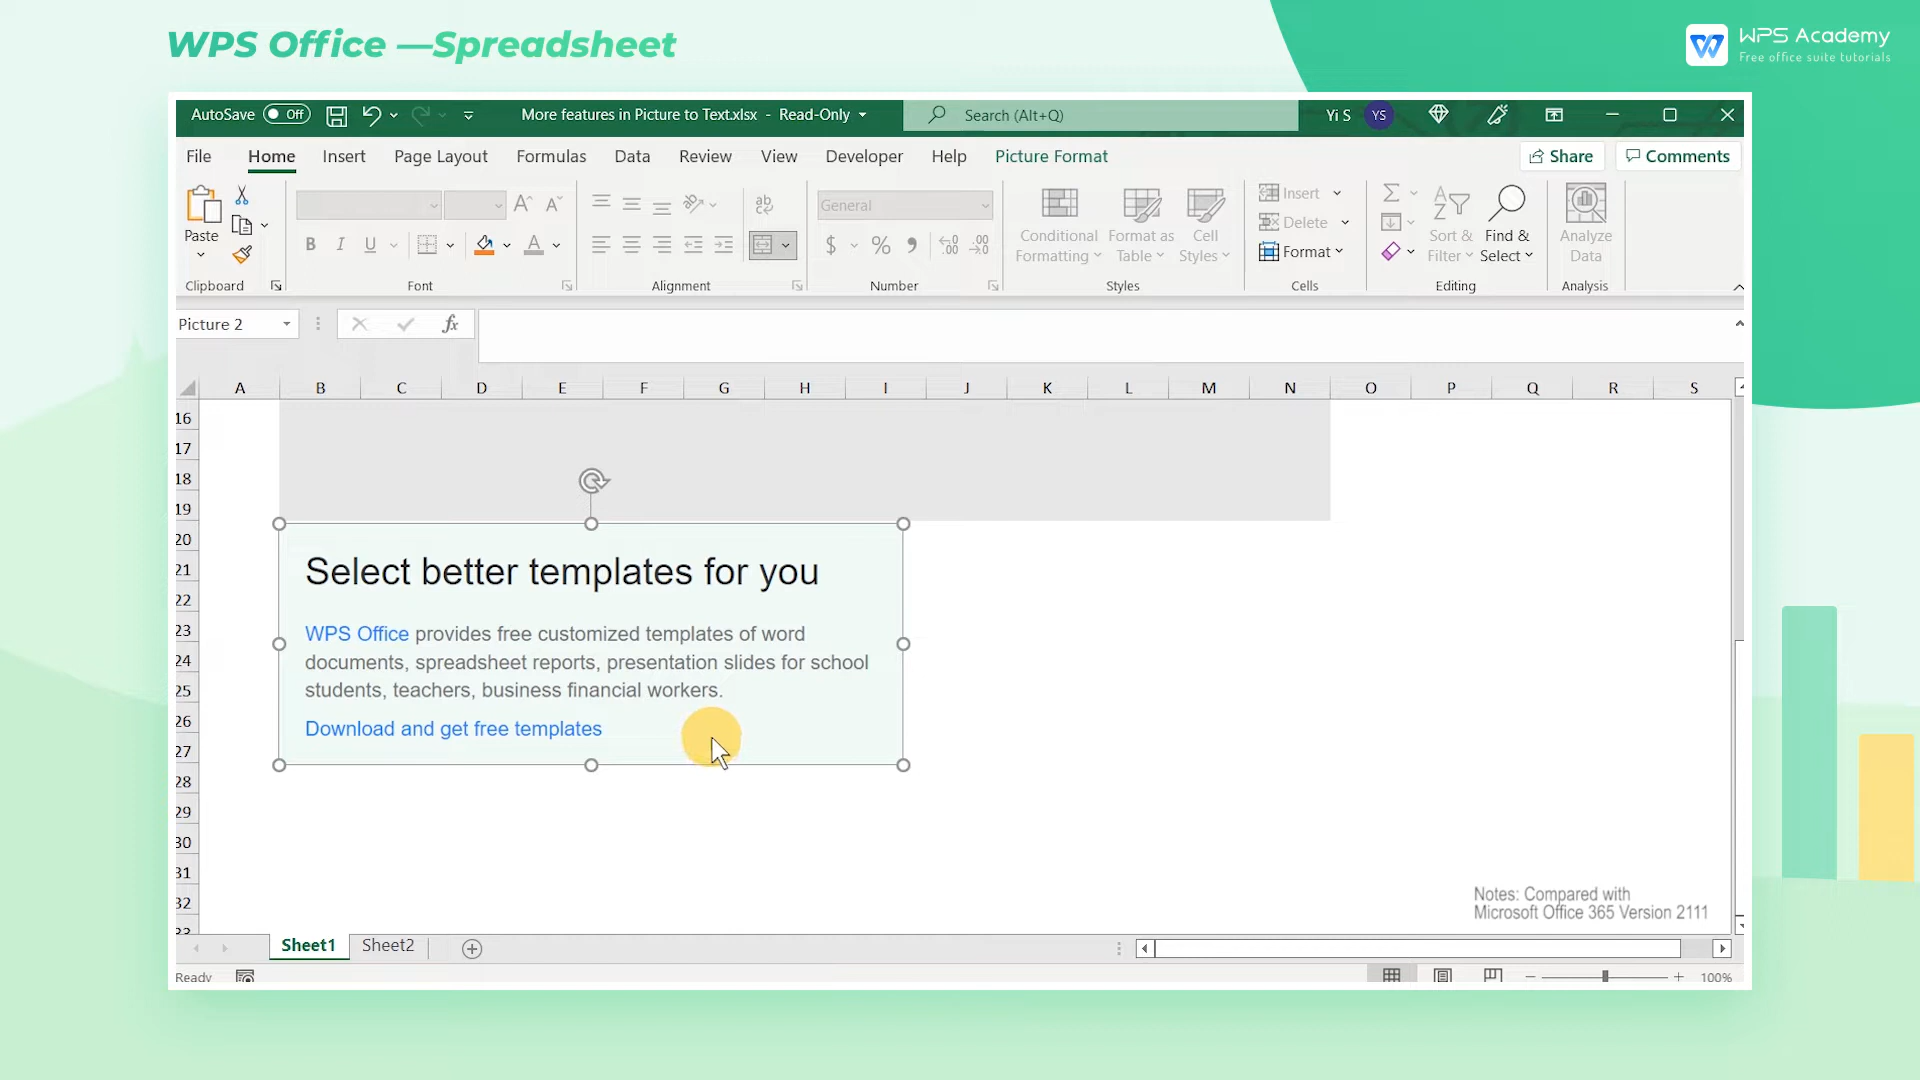 WPS Office —Spreadsheet
WPS Academy
Free office suite tutorials
AutoSave Off
More features in Picture to Text.xlsx - Read-Only
Search (Alt+Q)
Yi S YS
File Home Insert Page Layout Formulas Data Review View Developer Help Picture Format
Share Comments
Paste
Clipboard
B I U A
Font
ab
Alignment
General
$ % 9
Number
Conditional Formatting
Format as Table
Cell Styles
Styles
Insert
Delete
Format
Cells
Sort & Filter
Find & Select
Editing
Analyze Data
Analysis
Picture 2
fx
A B C D E F G H I J K L M N O P Q R S
16
17
18
19
20
21
22
23
24
25
26
27
28
29
30
31
32
33
Select better templates for you
WPS Office provides free customized templates of word
documents, spreadsheet reports, presentation slides for school
students, teachers, business financial workers.
Download and get free templates
Notes: Compared with
Microsoft Office 365 Version 2111
Sheet1 Sheet2
Ready
100%